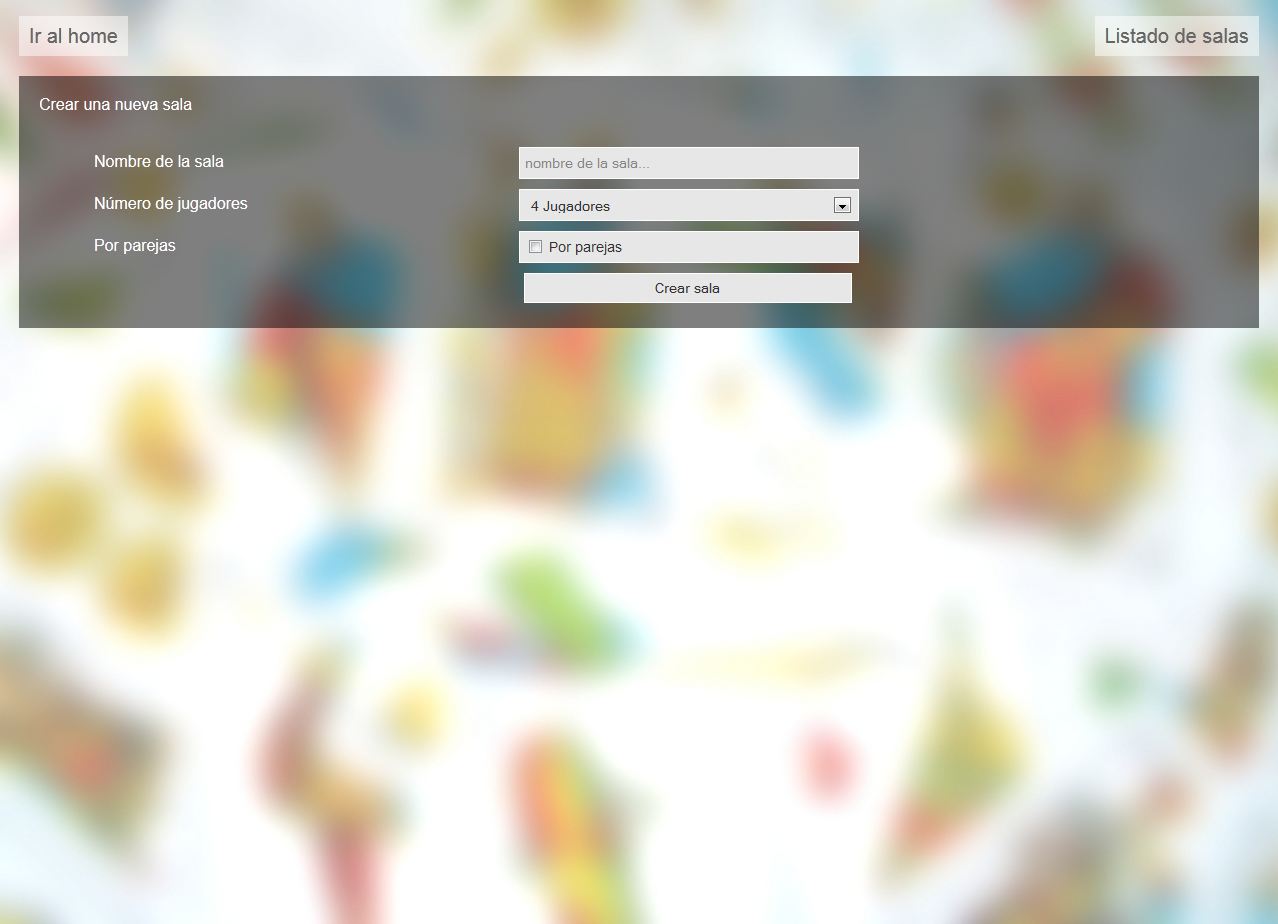 Ir al home
Listado de salas
Crear una nueva sala
Nombre de la sala
nombre de la sala...
Número de jugadores
4 Jugadores
Por parejas
Por parejas
Crear sala